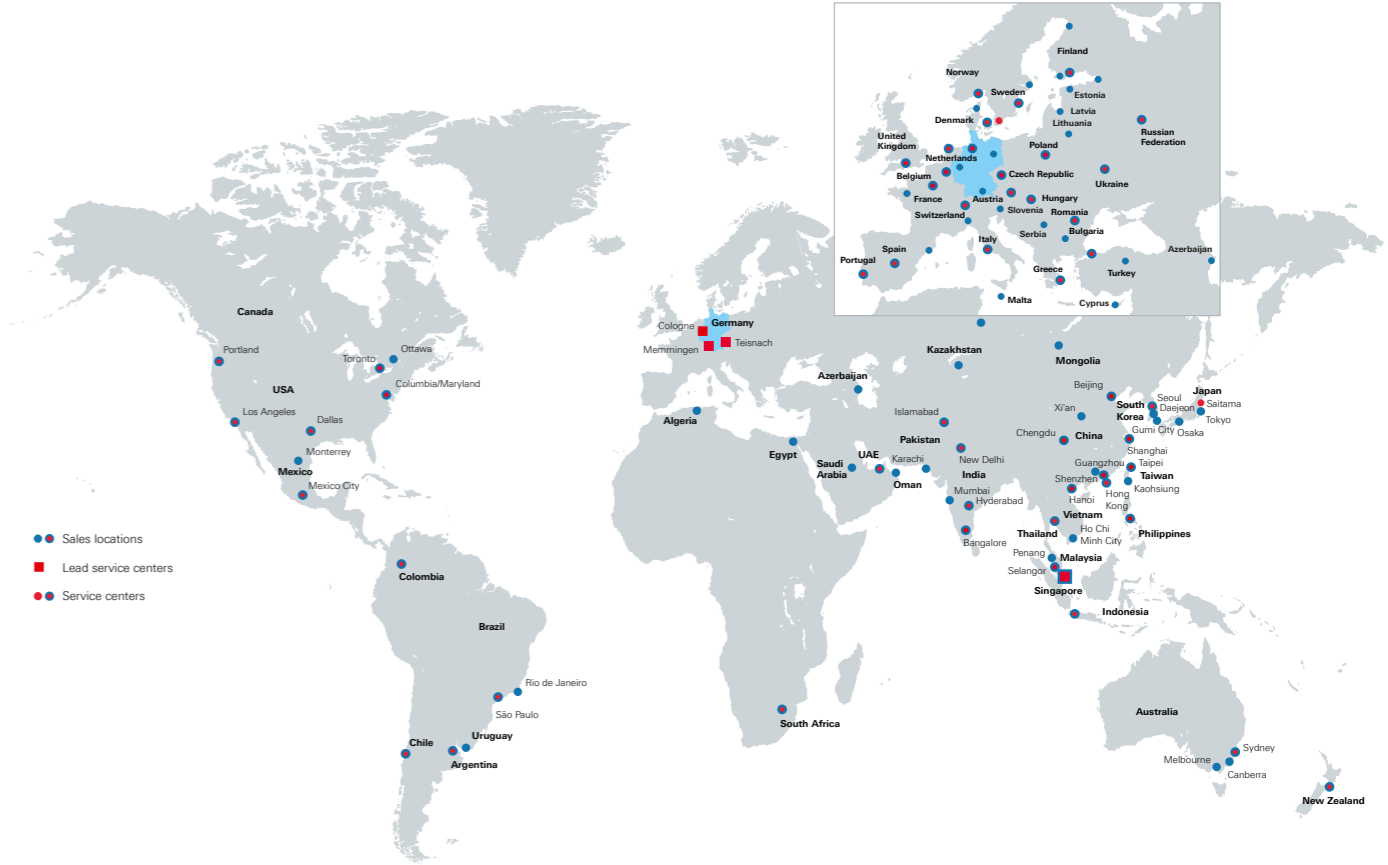 Finland
Norway
Sweden
Estonia
Latvia
Denmark
Lithuania
United
Kingdom
Russian
Federation
Poland
Netherlands
Belgium
Czech Republic
Ukraine
France
Austria
Hungary
Switzerland
Slovenia
Romania
Serbia
Bulgaria
Italy
Spain
Portugal
Azerbaijan
Greece
Turkey
Malta
Cyprus
Canada
Portland
Toronto
Ottawa
USA
Columbia/Maryland
Los Angeles
Dallas
Monterrey
Mexico
Mexico City
Cologne
Germany
Memmingen
Teisnach
Kazakhstan
Mongolia
Azerbaijan
Beijing
Japan
Algeria
Islamabad
Xi'an
South
Korea
Seoul
Daejeon
Saitama
Tokyo
Gumi City
Osaka
Egypt
Pakistan
Chengdu
China
Shanghai
Saudi
Arabia
UAE
Karachi
New Delhi
Oman
India
Guangzhou
Taipei
Shenzhen
Taiwan
Mumbai
Hyderabad
Hanoi
Hong
Kong
Kaohsiung
Bangalore
Vietnam
Thailand
Ho Chi
Minh City
Philippines
Penang
Malaysia
Selangor
Singapore
Indonesia
Sales locations
Lead service centers
Service centers
Colombia
Brazil
Rio de Janeiro
São Paulo
Chile
Uruguay
Argentina
South Africa
Australia
Sydney
Melbourne
Canberra
New Zealand